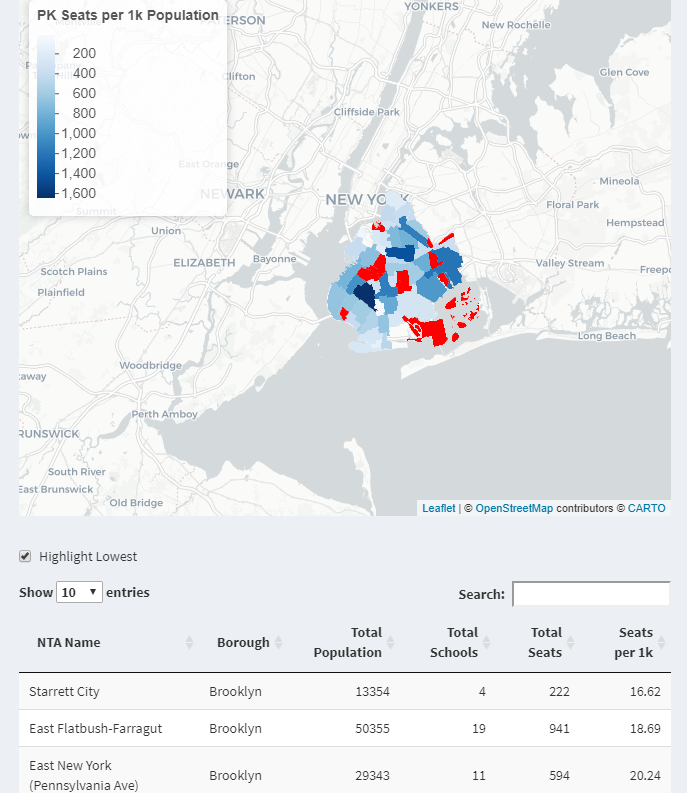 PK Seats per 1k Population
200
400
600
800
1,000
1,200
1,400
1,600
YONKERS
New Rochelle
Glen Cove
Clifton
Cliffside Park
East Orange
NEWARK
NEW YORK
Mineola
Floral Park
Hempstead
Summit
Union
ELIZABETH
Bayonne
Valley Stream
Scotch Plains
Plainfield
Long Beach
Woodbridge
Perth Amboy
South River
East Brunswick
Old Bridge
Leaflet | © OpenStreetMap contributors © CARTO
Highlight Lowest
Show 10 entries
Search:
NTA Name Borough Total Population Total Schools Total Seats Seats per 1k
Starrett City Brooklyn 13354 4 222 16.62
East Flatbush-Farragut Brooklyn 50355 19 941 18.69
East New York
(Pennsylvania Ave) Brooklyn 29343 11 594 20.24